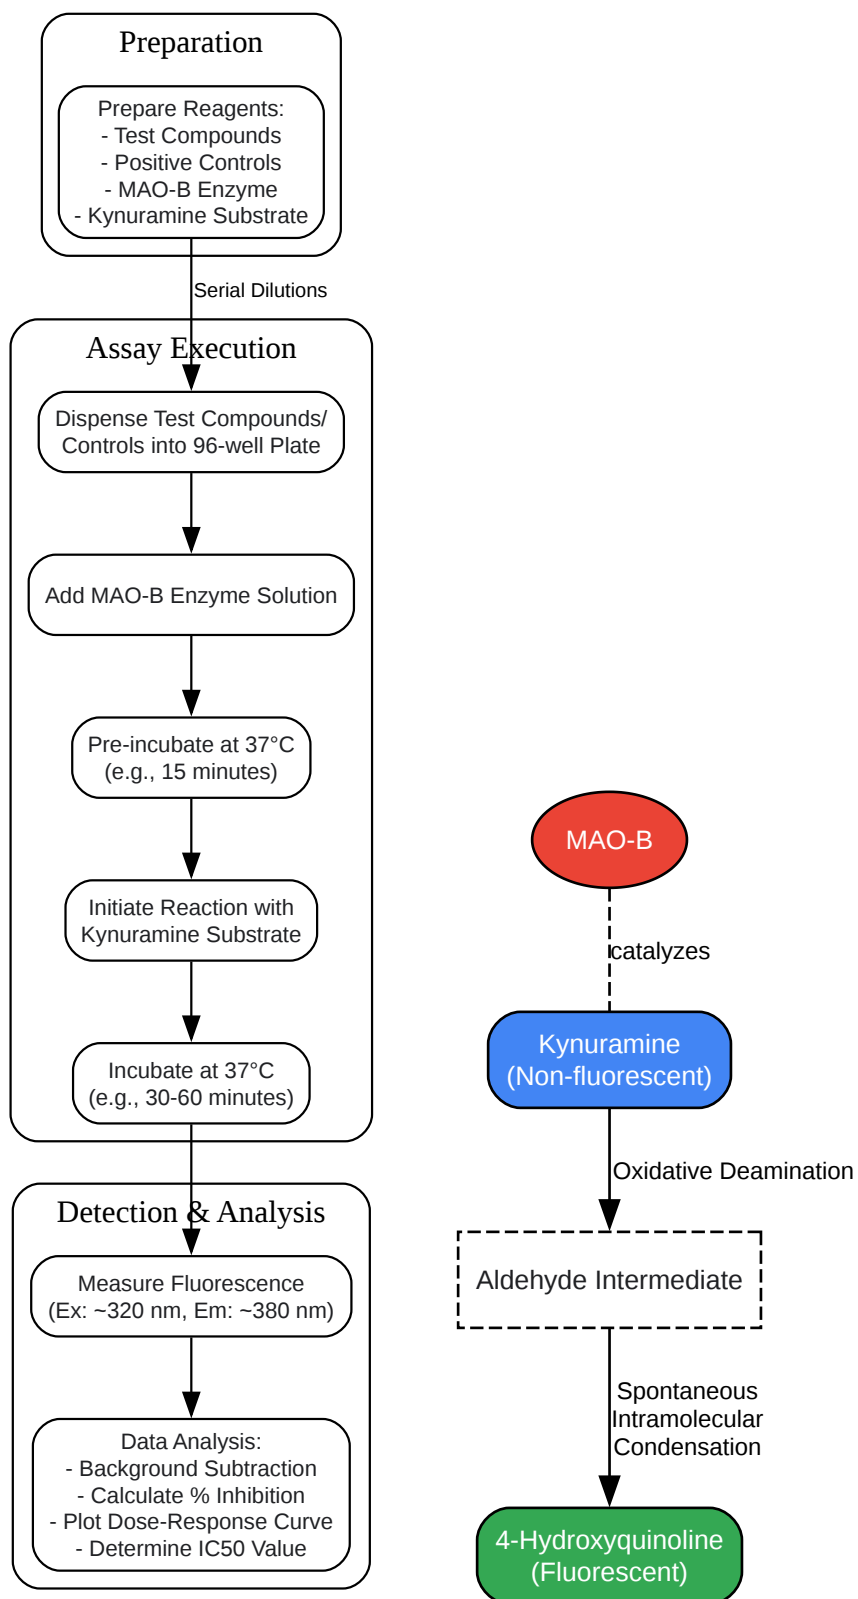 Preparation
Prepare Reagents:
- Test Compounds
- Positive Controls
- MAO-B Enzyme
- Kynuramine Substrate
Serial Dilutions
Assay Execution
Dispense Test Compounds/
Controls into 96-well Plate
Add MAO-B Enzyme Solution
Pre-incubate at 37°C
(e.g., 15 minutes)
Initiate Reaction with
Kynuramine Substrate
Incubate at 37°C
(e.g., 30-60 minutes)
Detection & Analysis
Measure Fluorescence
(Ex: ~320 nm, Em: ~380 nm)
Data Analysis:
- Background Subtraction
- Calculate % Inhibition
- Plot Dose-Response Curve
- Determine IC50 Value
MAO-B
catalyzes
Kynuramine
(Non-fluorescent)
Oxidative Deamination
Aldehyde Intermediate
Spontaneous
Intramolecular
Condensation
4-Hydroxyquinoline
(Fluorescent)